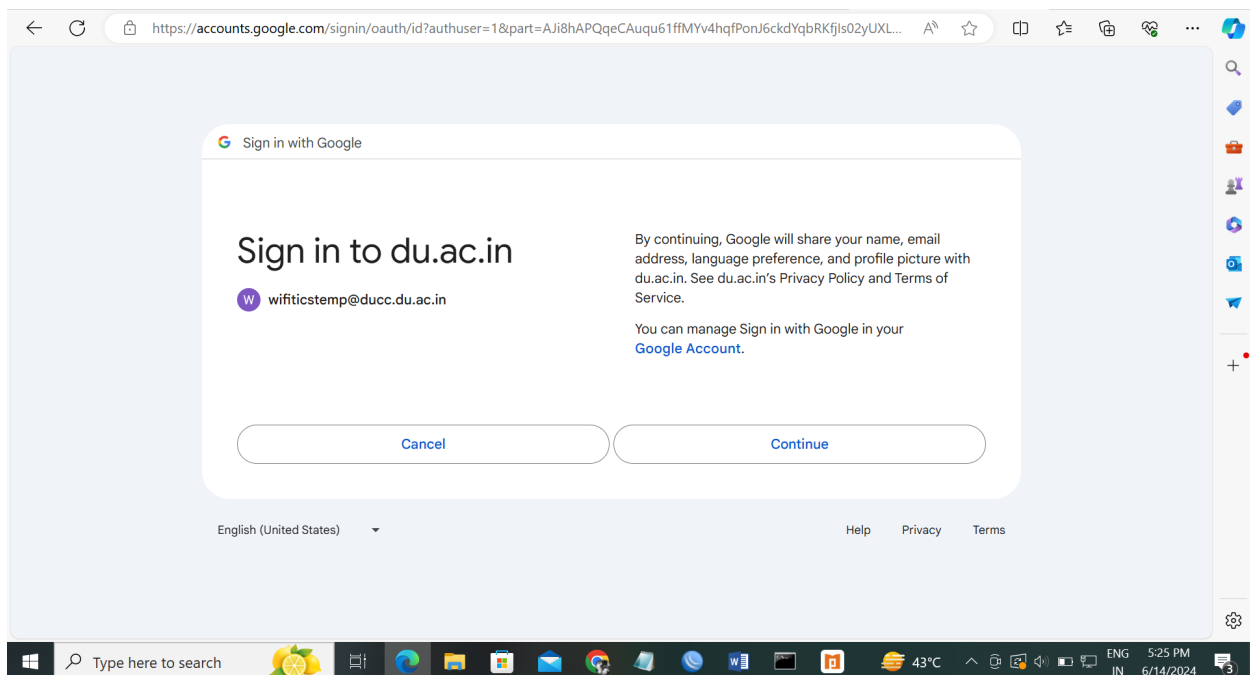 https://accounts.google.com/signin/oauth/id?authuser=1&part=AJi8hAPQqeCAuqu61ffMYv4hqfPonJ6ckdYqbRKfjIs02yUXL...
Sign in with Google
Sign in to du.ac.in
W wifiticstemp@ducc.du.ac.in
By continuing, Google will share your name, email
address, language preference, and profile picture with
du.ac.in. See du.ac.in's Privacy Policy and Terms of
Service.
You can manage Sign in with Google in your
Google Account.
Cancel
Continue
English (United States)
Help
Privacy
Terms
Type here to search
43°C
ENG
IN
5:25 PM
6/14/2024
3